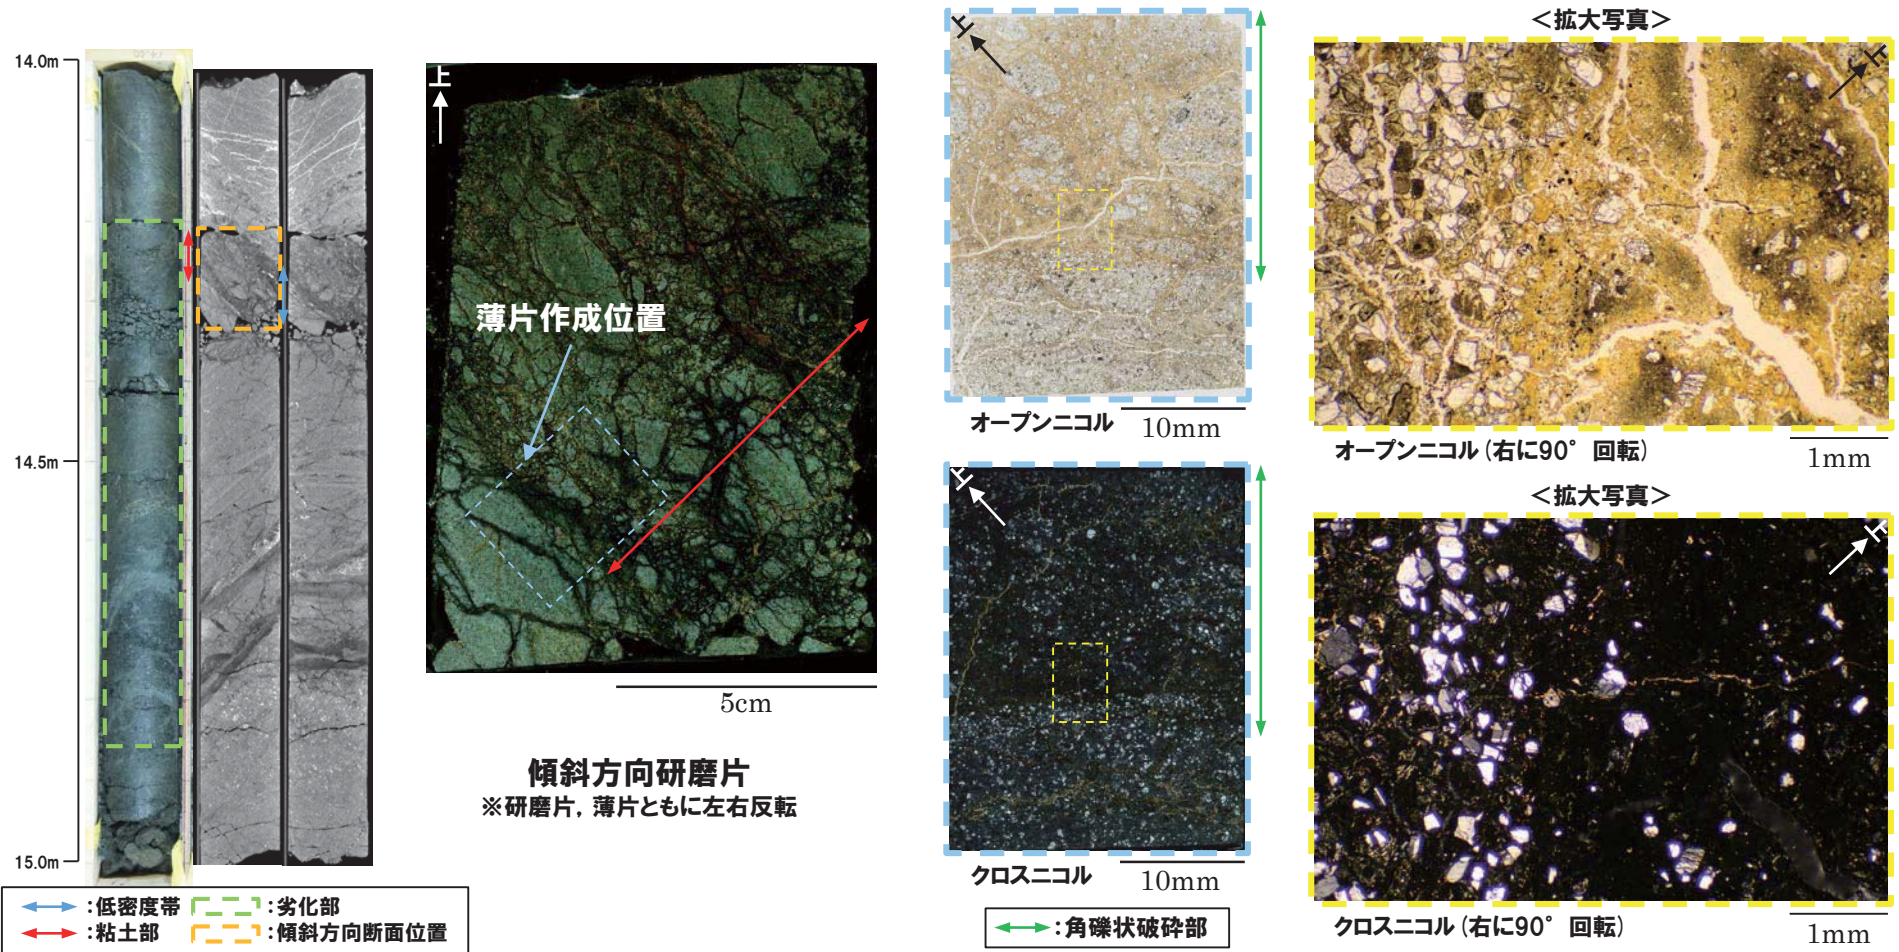 14.0m
14.5m
15.0m
:低密度帯
:劣化部
:粘土部
:傾斜方向断面位置
上
薄片作成位置
5cm
傾斜方向研磨片
※研磨片，薄片ともに左右反転
上
オープンニコル
10mm
上
クロスニコル
10mm
:角礫状破砕部
＜拡大写真＞
上
オープンニコル（右に90°回転）
1mm
＜拡大写真＞
上
クロスニコル（右に90°回転）
1mm